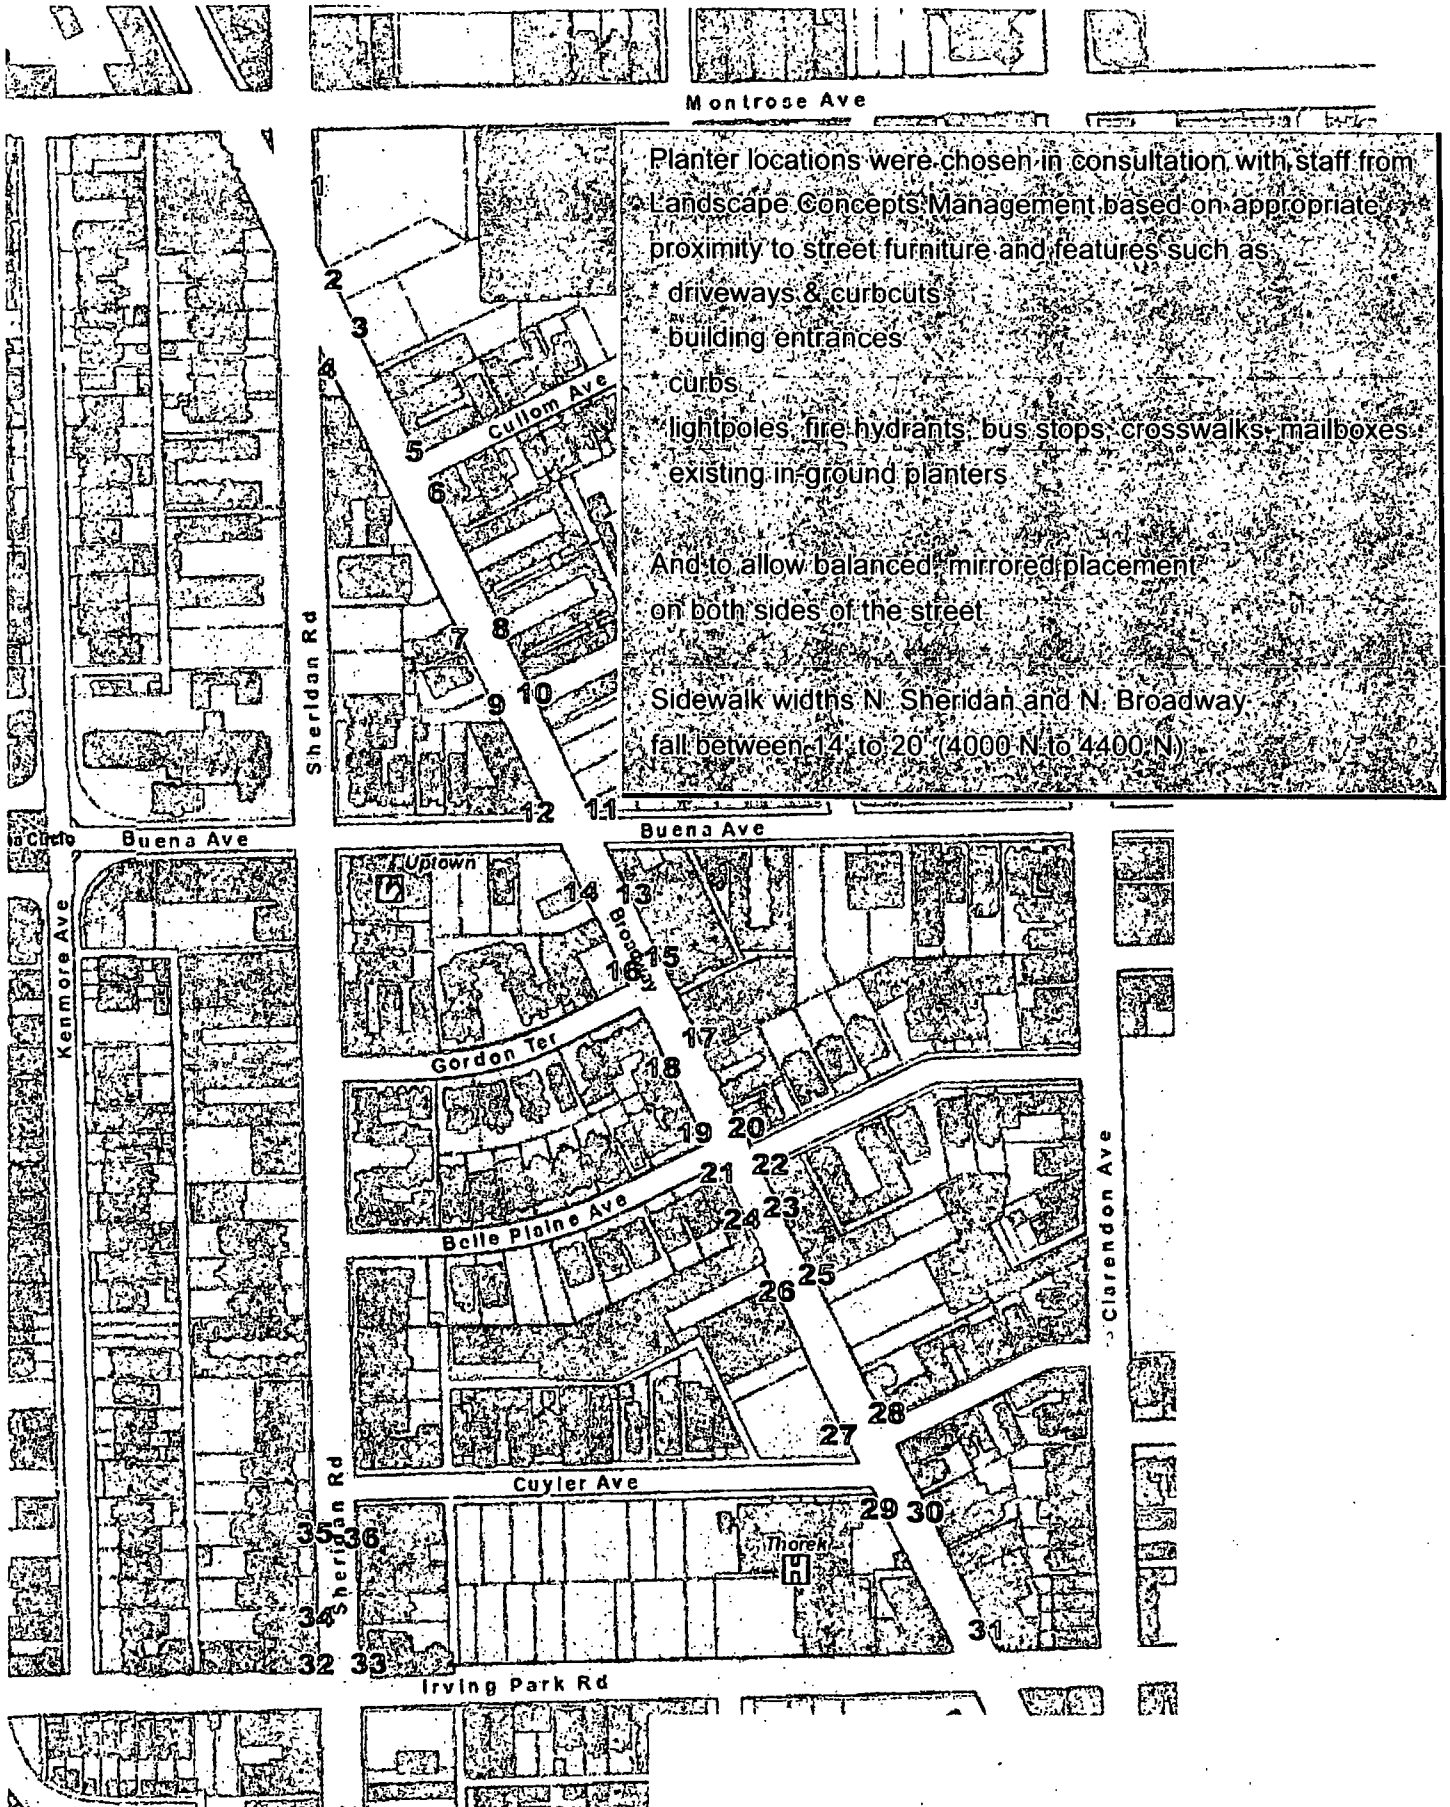 Montrose Ave
Planter locations were chosen in consultation with staff from
Landscape Concepts Management based on appropriate
proximity to street furniture and features such as
* driveways & curbcuts
* building entrances
* curbs
* lightpoles, fire hydrants, bus stops, crosswalks, mailboxes
* existing in-ground planters
And to allow balanced, mirrored placement
on both sides of the street
Sidewalk widths N. Sheridan and N. Broadway
fall between 14' to 20' (4000 N to 4400 N)
1
2
3
4
Cullom Ave
5
6
Sheridan Rd
7
8
9
10
12
11
Buena Ave
Buena Ave
Uptown
14
13
Broadway
Kenmore Ave
15
16
Gordon Ter
17
18
19
20
21
22
Belle Plaine Ave
23
24
Clarendon Ave
25
26
28
27
Cuyler Ave
Sheridan Rd
29
30
35
36
Thorek
H
34
31
32
33
Irving Park Rd